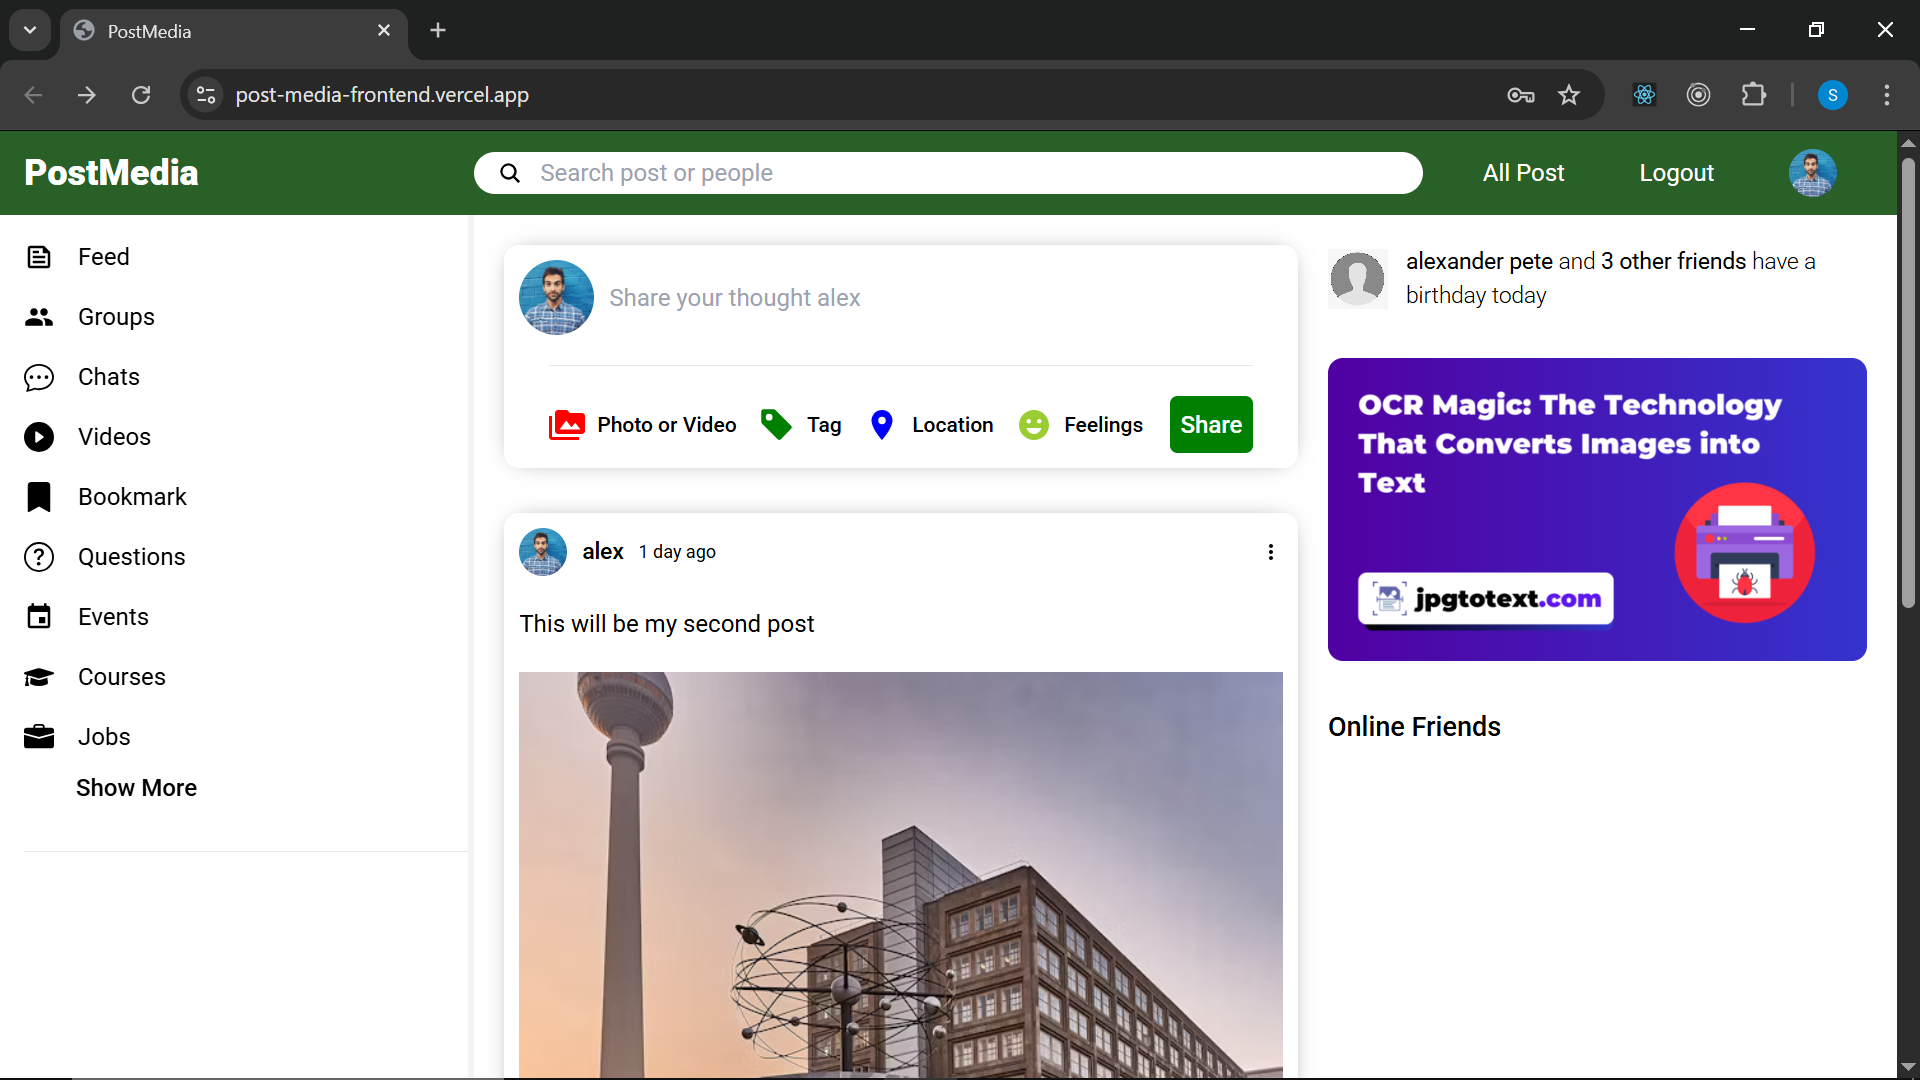 PostMedia
post-media-frontend.vercel.app
S
PostMedia
Search post or people
All Post
Logout
Feed
Groups
Chats
Videos
Bookmark
Questions
Events
Courses
Jobs
Show More
Share your thought alex
Photo or Video
Tag
Location
Feelings
Share
alex 1 day ago
This will be my second post
alexander pete and 3 other friends have a
birthday today
OCR Magic: The Technology
That Converts Images into
Text
jpgtotext.com
Online Friends